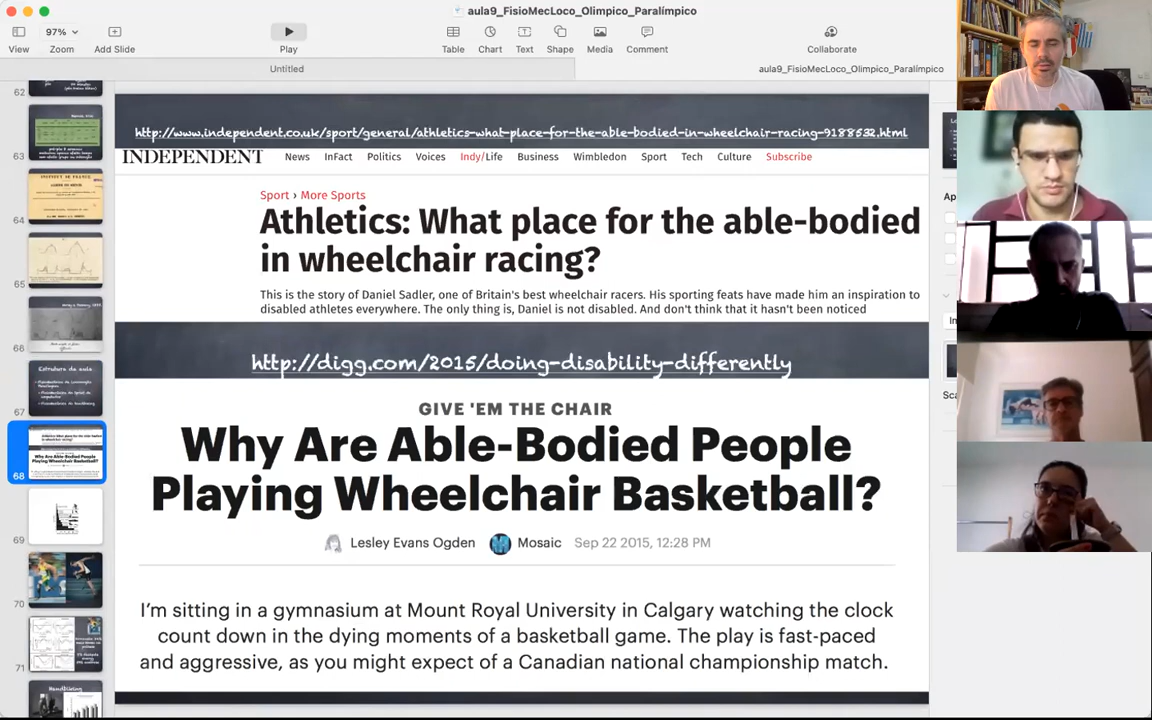 aula9_FisioMecLoco_Olimpico_Paralímpico
97%
View
Zoom
Add Slide
Play
Table
Chart
Text
Shape
Media
Comment
Collaborate
Untitled
aula9_FisioMecLoco_Olimpico_Paralímpico
62
63
64
65
66
67
68
69
70
71
Estrutura da aula
HandBiking
http://www.independent.co.uk/sport/general/athletics-what-place-for-the-able-bodied-in-wheelchair-racing-9188532.html
INDEPENDENT
News InFact Politics Voices Indy/Life Business Wimbledon Sport Tech Culture Subscribe
Sport › More Sports
Athletics: What place for the able-bodied
in wheelchair racing?
This is the story of Daniel Sadler, one of Britain's best wheelchair racers. His sporting feats have made him an inspiration to
disabled athletes everywhere. The only thing is, Daniel is not disabled. And don't think that it hasn't been noticed
http://digg.com/2015/doing-disability-differently
GIVE 'EM THE CHAIR
Why Are Able-Bodied People
Playing Wheelchair Basketball?
Lesley Evans Ogden Mosaic Sep 22 2015, 12:28 PM
I'm sitting in a gymnasium at Mount Royal University in Calgary watching the clock
count down in the dying moments of a basketball game. The play is fast-paced
and aggressive, as you might expect of a Canadian national championship match.